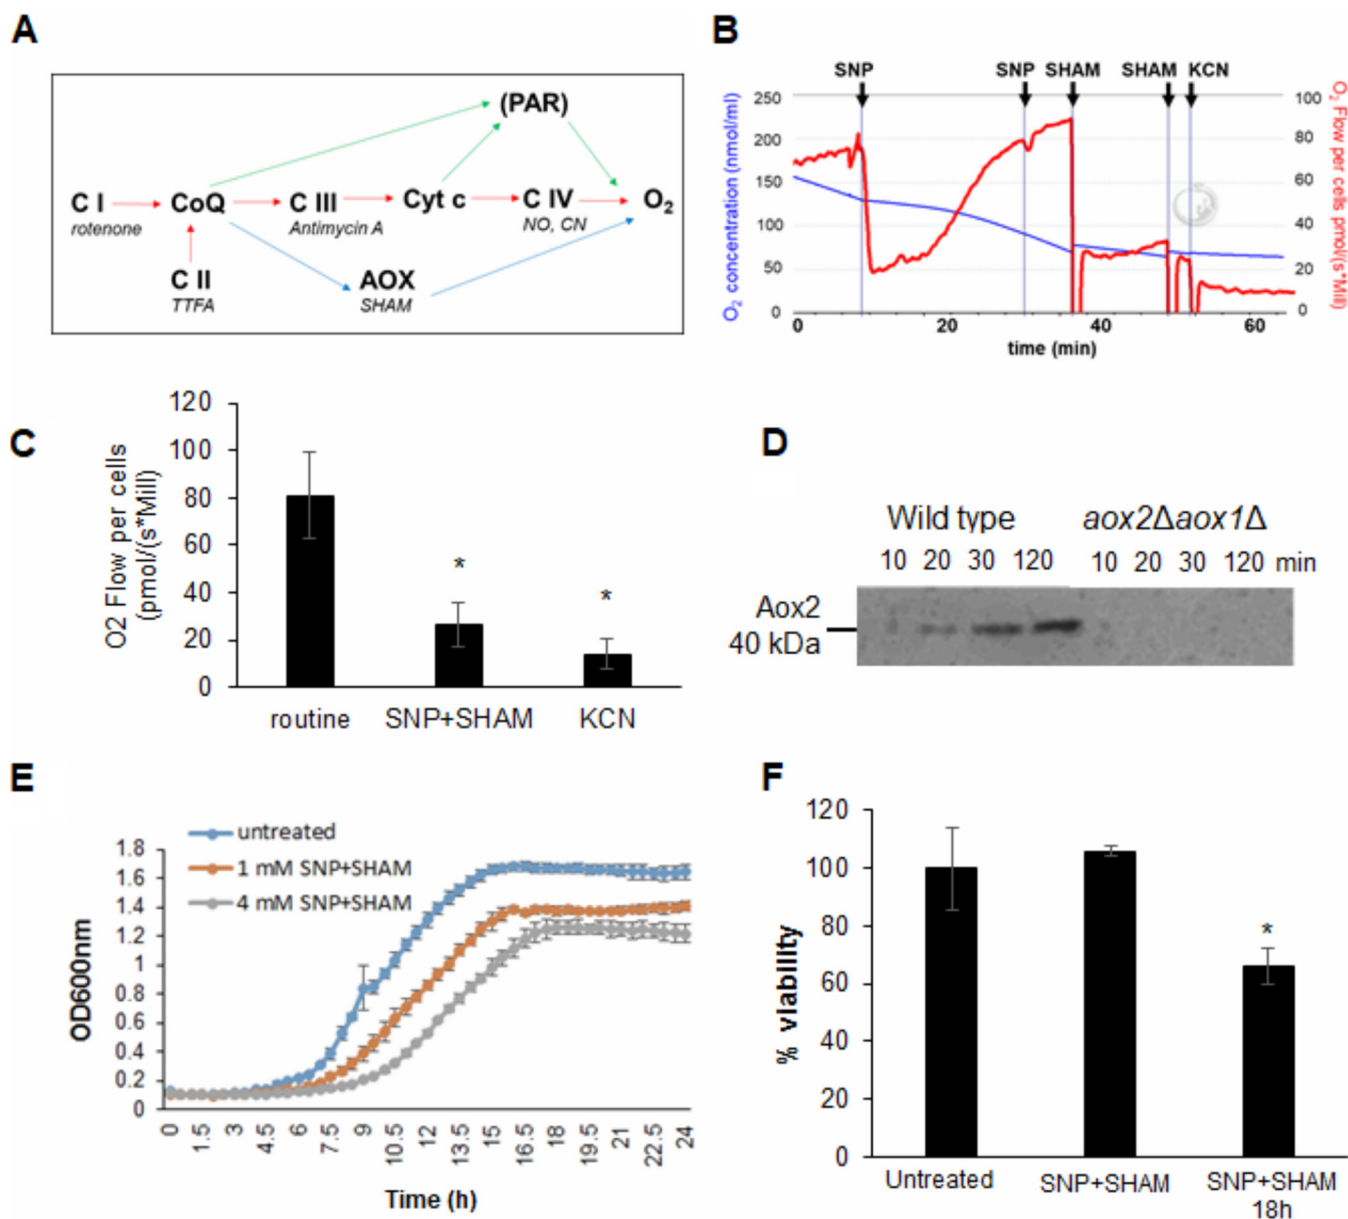 A
(PAR)
C I
rotenone
CoQ
C III
Antimycin A
Cyt c
C IV
NO, CN
O2
C II
TTFA
AOX
SHAM
B
SNP
SNP
SHAM
SHAM
KCN
O2 concentration (nmol/ml)
250
200
150
100
50
0
O2 Flow per cells pmol/(s*Mill)
100
80
60
40
20
0
0
20
40
60
time (min)
C
O2 Flow per cells
(pmol/(s*Mill)
120
100
80
60
40
20
0
*
*
routine
SNP+SHAM
KCN
D
Wild type
aox2Δaox1Δ
10 20 30 120 10 20 30 120 min
Aox2
40 kDa
E
untreated
1 mM SNP+SHAM
4 mM SNP+SHAM
OD600nm
1.8
1.6
1.4
1.2
1
0.8
0.6
0.4
0.2
0
0 1.5 3 4.5 6 7.5 9 10.5 12 13.5 15 16.5 18 19.5 21 22.5 24
Time (h)
F
% viability
120
100
80
60
40
20
0
*
Untreated
SNP+SHAM
SNP+SHAM
18h